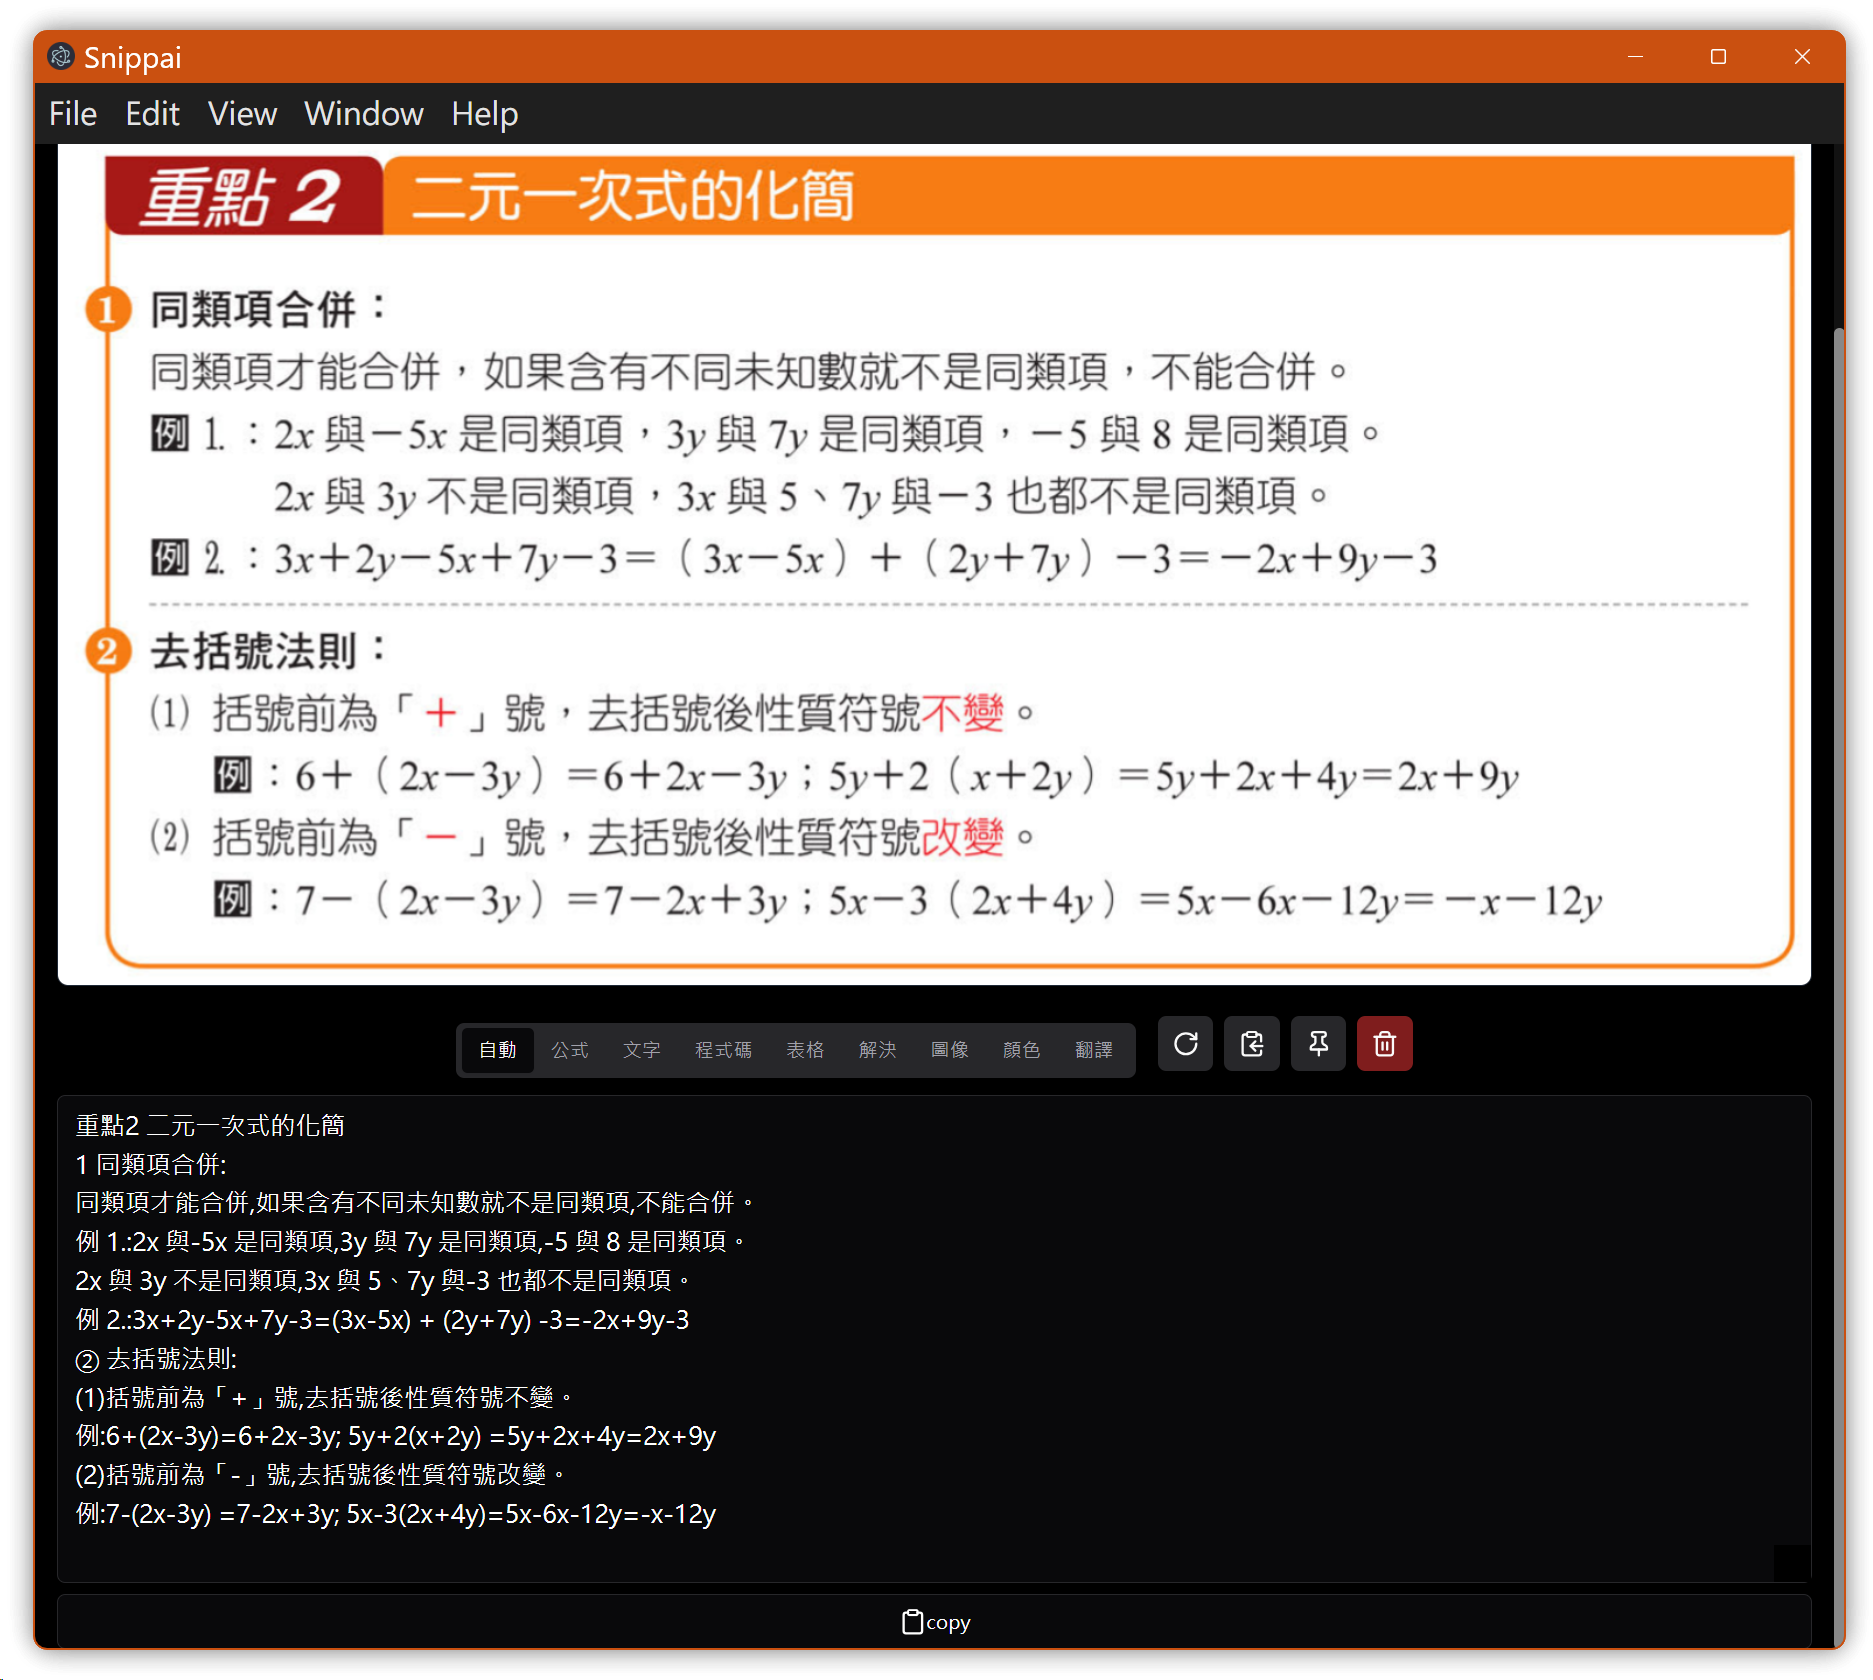 Snippai
File Edit View Window Help
重點 2 二元一次式的化簡
1 同類項合併：
同類項才能合併，如果含有不同未知數就不是同類項，不能合併。
例 1.：2x 與－5x 是同類項，3y 與 7y 是同類項，－5 與 8 是同類項。
2x 與 3y 不是同類項，3x 與 5、7y 與－3 也都不是同類項。
例 2.：3x＋2y－5x＋7y－3＝（3x－5x）＋（2y＋7y）－3＝－2x＋9y－3
2 去括號法則：
(1) 括號前為「＋」號，去括號後性質符號不變。
例：6＋（2x－3y）＝6＋2x－3y；5y＋2（x＋2y）＝5y＋2x＋4y＝2x＋9y
(2) 括號前為「－」號，去括號後性質符號改變。
例：7－（2x－3y）＝7－2x＋3y；5x－3（2x＋4y）＝5x－6x－12y＝－x－12y
自動 公式 文字 程式碼 表格 解決 圖像 顏色 翻譯
重點2 二元一次式的化簡
1 同類項合併:
同類項才能合併,如果含有不同未知數就不是同類項,不能合併。
例 1.:2x 與-5x 是同類項,3y 與 7y 是同類項,-5 與 8 是同類項。
2x 與 3y 不是同類項,3x 與 5、7y 與-3 也都不是同類項。
例 2.:3x+2y-5x+7y-3=(3x-5x) + (2y+7y) -3=-2x+9y-3
② 去括號法則:
(1)括號前為「+」號,去括號後性質符號不變。
例:6+(2x-3y)=6+2x-3y; 5y+2(x+2y) =5y+2x+4y=2x+9y
(2)括號前為「-」號,去括號後性質符號改變。
例:7-(2x-3y) =7-2x+3y; 5x-3(2x+4y)=5x-6x-12y=-x-12y
copy